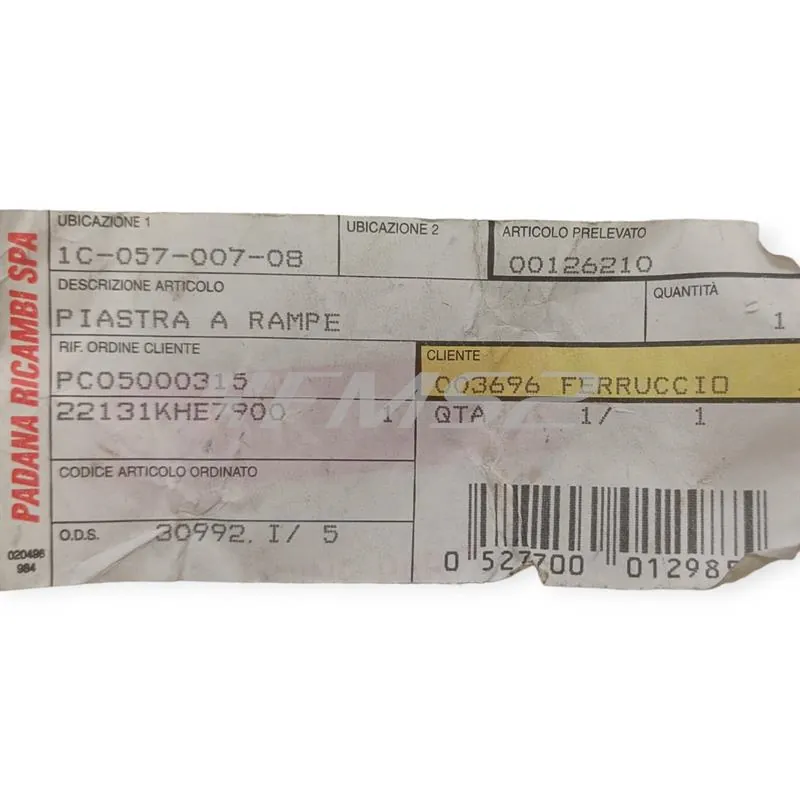 PADANA RICAMBI SPA
020496
984
UBICAZIONE 1
1C-057-007-08
UBICAZIONE 2
ARTICOLO PRELEVATO
00126210
DESCRIZIONE ARTICOLO
PIASTRA A RAMPE
QUANTITÀ
1
RIF. ORDINE CLIENTE
PC05000315
CLIENTE
003696 FERRUCCIO
22131KHE7900 1
QTA 1/ 1
CODICE ARTICOLO ORDINATO
O.D.S. 30992. I/ 5
0 527700 01298